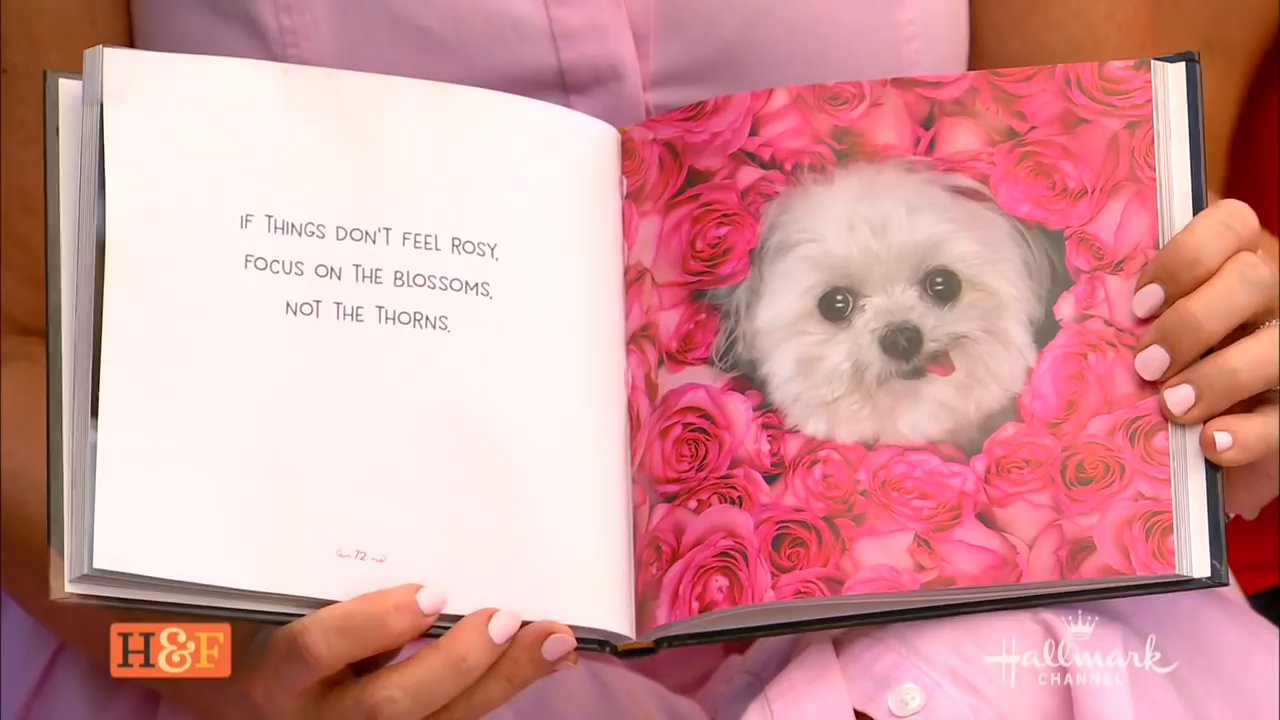 IF THINGS DON'T FEEL ROSY,
FOCUS ON THE BLOSSOMS,
NOT THE THORNS.
72
H&F
Hallmark
CHANNEL